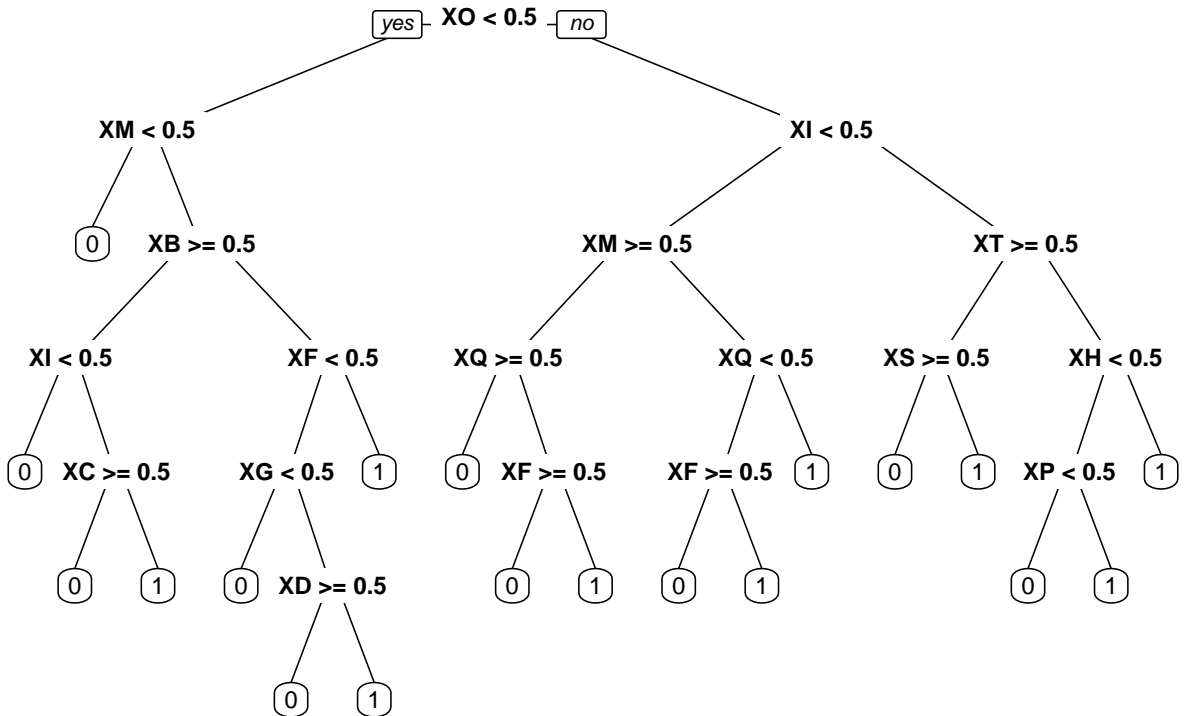 yes XO < 0.5 no
XM < 0.5 XI < 0.5
0 XB >= 0.5 XM >= 0.5 XT >= 0.5
XI < 0.5 XF < 0.5 XQ >= 0.5 XQ < 0.5 XS >= 0.5 XH < 0.5
0 XC >= 0.5 XG < 0.5 1 0 XF >= 0.5 XF >= 0.5 1 0 1 XP < 0.5 1
0 1 0 XD >= 0.5 0 1 0 1 0 1
0 1